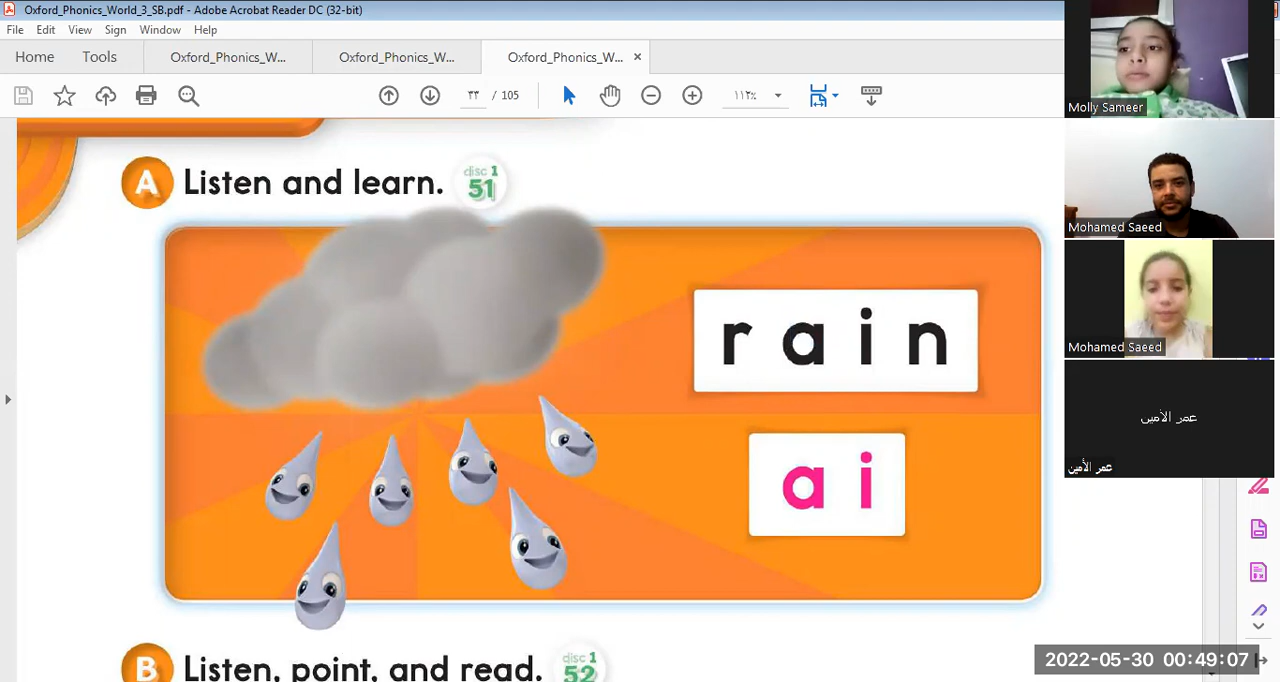 Oxford_Phonics_World_3_SB.pdf - Adobe Acrobat Reader DC (32-bit)
File Edit View Sign Window Help
Home Tools Oxford_Phonics_W... Oxford_Phonics_W... Oxford_Phonics_W... ×
٣٣ / 105 ١١٢٪
A Listen and learn. disc 1 51
rain
ai
B Listen, point, and read. disc 1 52
Molly Sameer
Mohamed Saeed
Mohamed Saeed
عمر الأمين
عمر الأمين
2022-05-30 00:49:07